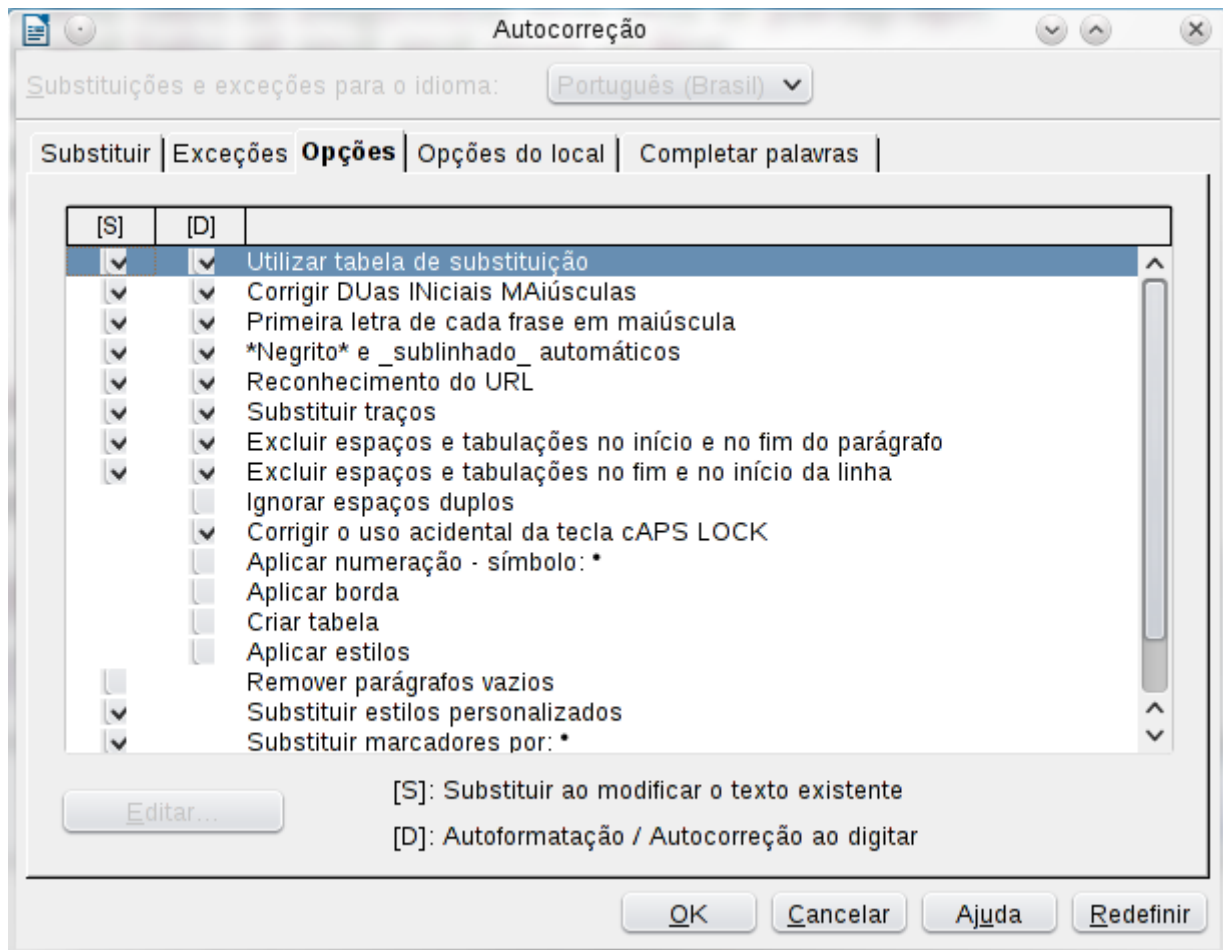 Autocorreção
Substituições e exceções para o idioma: Português (Brasil)
Substituir Exceções Opções Opções do local Completar palavras
[S] [D]
Utilizar tabela de substituição
Corrigir DUas INiciais MAiúsculas
Primeira letra de cada frase em maiúscula
*Negrito* e _sublinhado_ automáticos
Reconhecimento do URL
Substituir traços
Excluir espaços e tabulações no início e no fim do parágrafo
Excluir espaços e tabulações no fim e no início da linha
Ignorar espaços duplos
Corrigir o uso acidental da tecla cAPS LOCK
Aplicar numeração - símbolo: •
Aplicar borda
Criar tabela
Aplicar estilos
Remover parágrafos vazios
Substituir estilos personalizados
Substituir marcadores por: •
[S]: Substituir ao modificar o texto existente
Editar...
[D]: Autoformatação / Autocorreção ao digitar
OK Cancelar Ajuda Redefinir